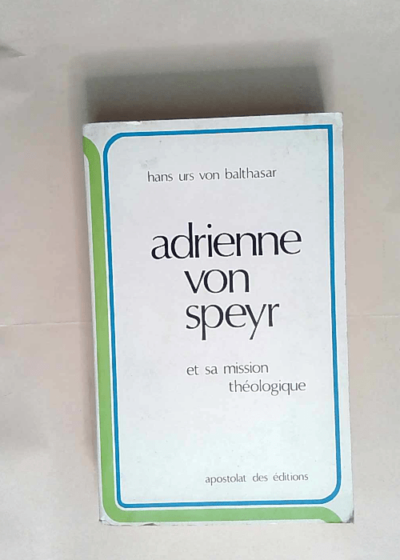 hans urs von balthasar
adrienne
von
speyr
et sa mission
théologique
apostolat des éditions